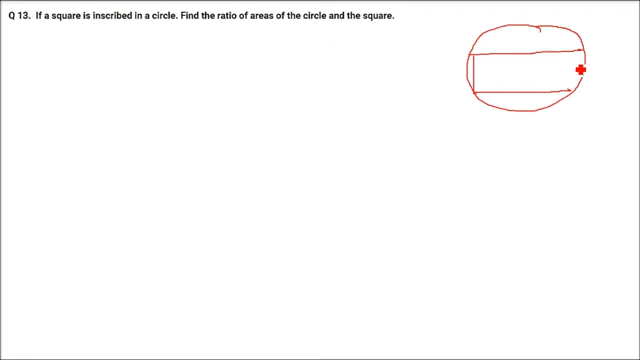 Q 13. If a square is inscribed in a circle. Find the ratio of areas of the circle and the square.